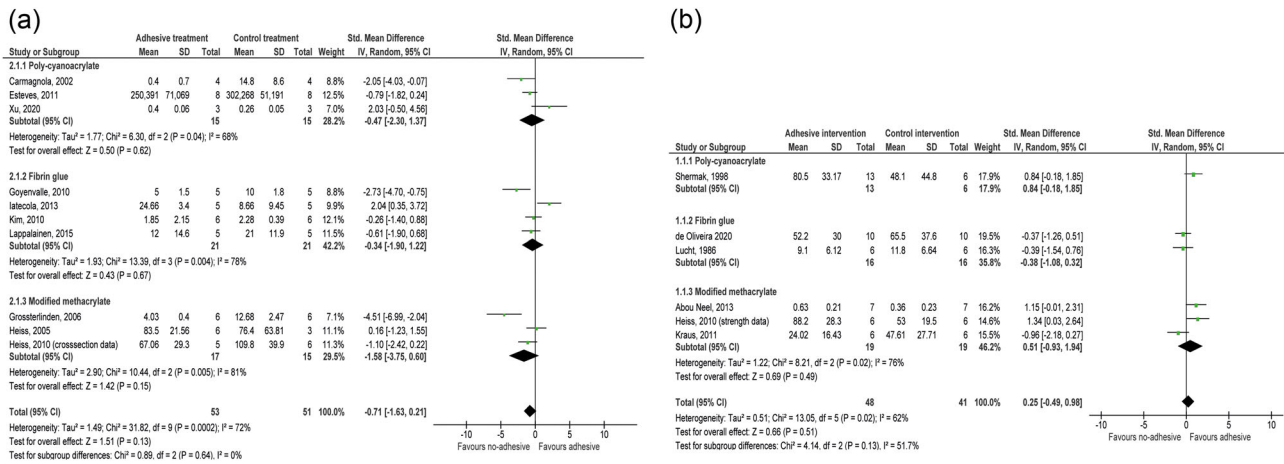 (a)
Adhesive treatment Control treatment Std. Mean Difference Std. Mean Difference
Study or Subgroup Mean SD Total Mean SD Total Weight IV, Random, 95% CI IV, Random, 95% CI
2.1.1 Poly-cyanoacrylate
Carmagnola, 2002 0.4 0.7 4 14.8 8.6 4 8.8% -2.05 [-4.03, -0.07]
Esteves, 2011 250,391 71,069 8 302,268 51,191 8 12.5% -0.79 [-1.82, 0.24]
Xu, 2020 0.4 0.06 3 0.26 0.05 3 7.0% 2.03 [-0.50, 4.56]
Subtotal (95% CI) 15 15 28.2% -0.47 [-2.30, 1.37]
Heterogeneity: Tau² = 1.77; Chi² = 6.30, df = 2 (P = 0.04); I² = 68%
Test for overall effect: Z = 0.50 (P = 0.62)
2.1.2 Fibrin glue
Goyenvalle, 2010 5 1.5 5 10 1.8 5 8.8% -2.73 [-4.70, -0.75]
Iatecola, 2013 24.66 3.4 5 8.66 9.45 5 9.9% 2.04 [0.35, 3.72]
Kim, 2010 1.85 2.15 6 2.28 0.39 6 12.0% -0.26 [-1.40, 0.88]
Lappalainen, 2015 12 14.6 5 21 11.9 5 11.5% -0.61 [-1.90, 0.68]
Subtotal (95% CI) 21 21 42.2% -0.34 [-1.90, 1.22]
Heterogeneity: Tau² = 1.93; Chi² = 13.39, df = 3 (P = 0.004); I² = 78%
Test for overall effect: Z = 0.43 (P = 0.67)
2.1.3 Modified methacrylate
Grosterlinden, 2006 4.03 0.4 6 12.68 2.47 6 7.1% -4.51 [-6.99, -2.04]
Heiss, 2005 83.5 21.56 6 76.4 63.81 3 11.1% 0.16 [-1.23, 1.55]
Heiss, 2010 (crosssection data) 67.06 29.3 5 109.8 39.9 6 11.3% -1.10 [-2.42, 0.22]
Subtotal (95% CI) 17 15 29.5% -1.58 [-3.75, 0.60]
Heterogeneity: Tau² = 2.90; Chi² = 10.44, df = 2 (P = 0.005); I² = 81%
Test for overall effect: Z = 1.42 (P = 0.15)
Total (95% CI) 53 51 100.0% -0.71 [-1.63, 0.21]
Heterogeneity: Tau² = 1.49; Chi² = 31.82, df = 9 (P = 0.0002); I² = 72%
Test for overall effect: Z = 1.51 (P = 0.13)
Test for subgroup differences: Chi² = 0.89, df = 2 (P = 0.64), I² = 0%
-10 -5 0 5 10
Favours no-adhesive Favours adhesive
(b)
Adhesive intervention Control intervention Std. Mean Difference Std. Mean Difference
Study or Subgroup Mean SD Total Mean SD Total Weight IV, Random, 95% CI IV, Random, 95% CI
1.1.1 Poly-cyanoacrylate
Shermak, 1998 80.5 33.17 13 48.1 44.8 6 17.9% 0.84 [-0.18, 1.85]
Subtotal (95% CI) 13 6 17.9% 0.84 [-0.18, 1.85]
1.1.2 Fibrin glue
de Oliveira 2020 52.2 30 10 65.5 37.6 10 19.5% -0.37 [-1.26, 0.51]
Lucht, 1986 9.1 6.12 6 11.8 6.64 6 16.3% -0.39 [-1.54, 0.76]
Subtotal (95% CI) 16 16 35.8% -0.38 [-1.08, 0.32]
1.1.3 Modified methacrylate
Abou Neel, 2013 0.63 0.21 7 0.36 0.23 7 16.2% 1.15 [-0.01, 2.31]
Heiss, 2010 (strength data) 88.2 28.3 6 53 19.5 6 14.6% 1.34 [0.03, 2.64]
Kraus, 2011 24.02 16.43 6 47.61 27.71 6 15.5% -0.96 [-2.18, 0.27]
Subtotal (95% CI) 19 19 46.2% 0.51 [-0.93, 1.94]
Heterogeneity: Tau² = 1.22; Chi² = 8.21, df = 2 (P = 0.02); I² = 76%
Test for overall effect: Z = 0.69 (P = 0.49)
Total (95% CI) 48 41 100.0% 0.25 [-0.49, 0.98]
Heterogeneity: Tau² = 0.51; Chi² = 13.05, df = 5 (P = 0.02); I² = 62%
Test for overall effect: Z = 0.66 (P = 0.51)
Test for subgroup differences: Chi² = 4.14, df = 2 (P = 0.13), I² = 51.7%
-10 -5 0 5 10
Favours no-adhesive Favours adhesive